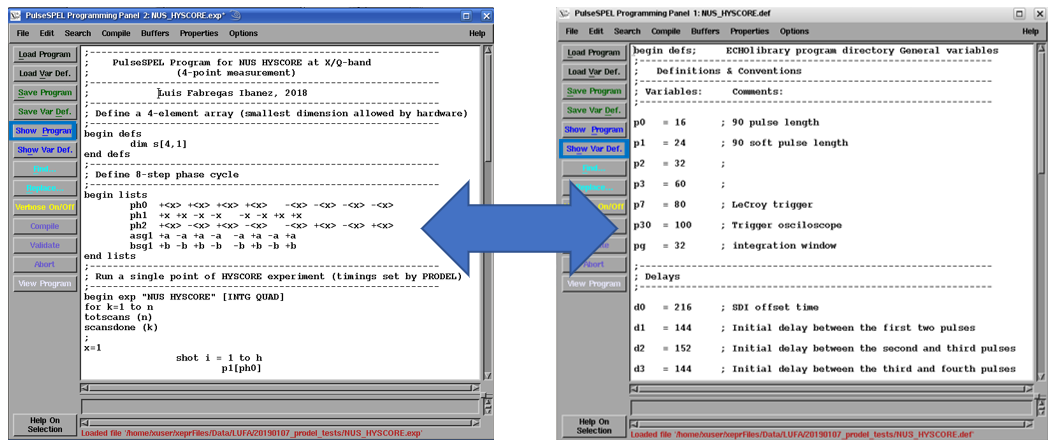 PulseSPEL Programming Panel 2: NUS_HYSCORE.exp*
File Edit Search Compile Buffers Properties Options Help
Load Program
Load Var Def.
Save Program
Save Var Def.
Show Program
Show Var Def.
Verbose On/Off
Compile
Validate
Abort
View Program
;---------------------------------------------------------------
; PulseSPEL Program for NUS HYSCORE at X/Q-band
; (4-point measurement)
;---------------------------------------------------------------
; Luis Fabregas Ibanez, 2018
;---------------------------------------------------------------
; Define a 4-element array (smallest dimension allowed by hardware)
;---------------------------------------------------------------
begin defs
dim s[4,1]
end defs
;---------------------------------------------------------------
; Define 8-step phase cycle
;---------------------------------------------------------------
begin lists
ph0 +<x> +<x> +<x> +<x> -<x> -<x> -<x> -<x>
ph1 +x +x -x -x -x -x +x +x
ph2 +<x> -<x> +<x> -<x> -<x> +<x> -<x> +<x>
asg1 +a -a +a -a -a +a -a +a
bsg1 +b -b +b -b -b +b -b +b
end lists
;---------------------------------------------------------------
; Run a single point of HYSCORE experiment (timings set by PRODEL)
;---------------------------------------------------------------
begin exp "NUS HYSCORE" [INTG QUAD]
for k=1 to n
totscans (n)
scansdone (k)
;
x=1
shot i = 1 to h
p1[ph0]
Help On
Selection
Loaded file '/home/xuser/xeprFiles/Data/LUFA/20190107_prodel_tests/NUS_HYSCORE.exp'
PulseSPEL Programming Panel 1: NUS_HYSCORE.def
File Edit Search Compile Buffers Properties Options Help
Load Program
Load Var Def.
Save Program
Save Var Def.
Show Program
Show Var Def.
On/Off
Abort
View Program
begin defs; ECHOlibrary program directory General variables
;---------------------------------------------------------------
; Definitions & Conventions
;---------------------------------------------------------------
; Variables: Comments:
;---------------------------------------------------------------
p0 = 16 ; 90 pulse length
p1 = 24 ; 90 soft pulse length
p2 = 32 ;
p3 = 60 ;
p7 = 80 ; LeCroy trigger
p30 = 100 ; Trigger osciloscope
pg = 32 ; integration window
;---------------------------------------------------------------
; Delays
;---------------------------------------------------------------
d0 = 216 ; SDI offset time
d1 = 144 ; Initial delay between the first two pulses
d2 = 152 ; Initial delay between the second and third pulses
d3 = 144 ; Initial delay between the third and fourth pulses
Help On
Selection
Loaded file '/home/xuser/xeprFiles/Data/LUFA/20190107_prodel_tests/NUS_HYSCORE.def'